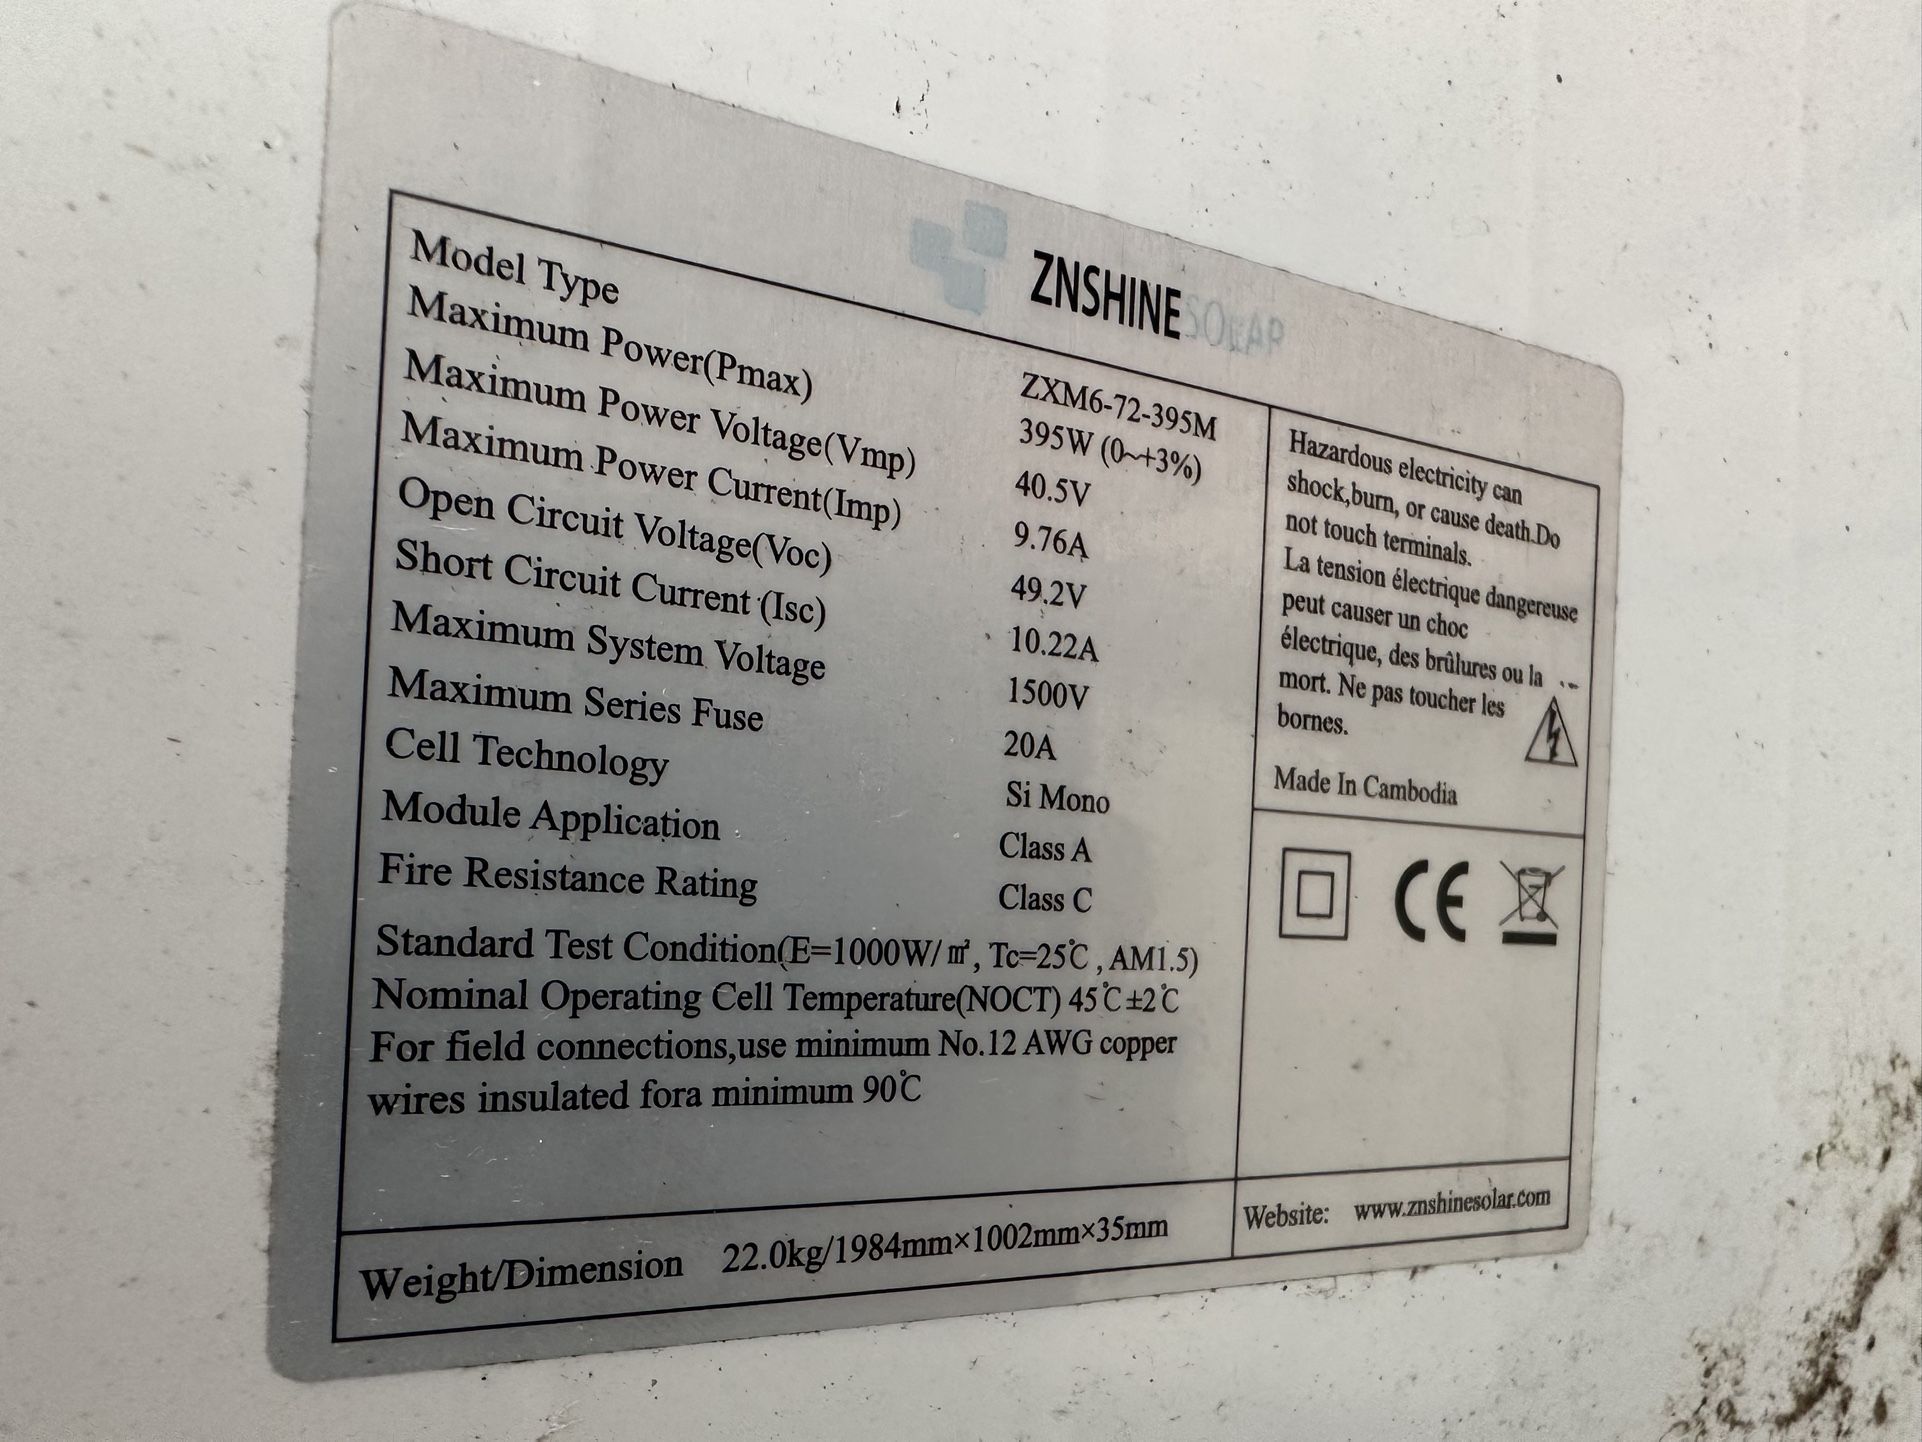 ZNSHINE SOLAR
Model Type ZXM6-72-395M
Maximum Power(Pmax) 395W (0~+3%)
Maximum Power Voltage(Vmp) 40.5V
Maximum Power Current(Imp) 9.76A
Open Circuit Voltage(Voc) 49.2V
Short Circuit Current (Isc) 10.22A
Maximum System Voltage 1500V
Maximum Series Fuse 20A
Cell Technology Si Mono
Module Application Class A
Fire Resistance Rating Class C
Standard Test Condition(E=1000W/㎡, Tc=25℃, AM1.5)
Nominal Operating Cell Temperature(NOCT) 45℃±2℃
For field connections,use minimum No.12 AWG copper
wires insulated fora minimum 90℃
Hazardous electricity can
shock,burn, or cause death.Do
not touch terminals.
La tension électrique dangereuse
peut causer un choc
électrique, des brûlures ou la
mort. Ne pas toucher les
bornes.
Made In Cambodia
CE
Weight/Dimension 22.0kg/1984mm×1002mm×35mm
Website: www.znshinesolar.com